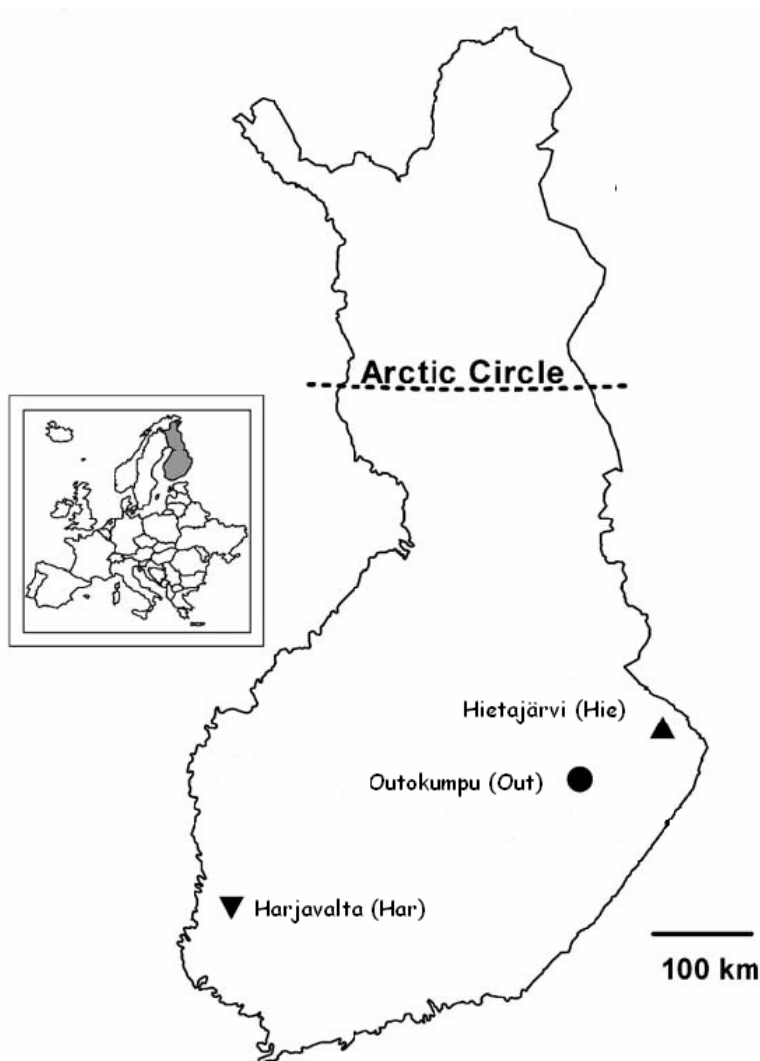 Arctic Circle
Hietajärvi (Hie)
Outokumpu (Out)
Harjavalta (Har)
100 km